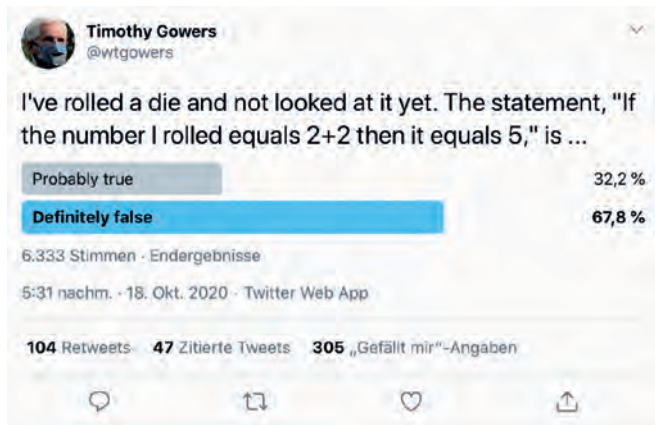 Timothy Gowers
@wtgowers
I've rolled a die and not looked at it yet. The statement, "If
the number I rolled equals 2+2 then it equals 5," is ...
Probably true 32,2 %
Definitely false 67,8 %
6.333 Stimmen · Endergebnisse
5:31 nachm. · 18. Okt. 2020 · Twitter Web App
104 Retweets 47 Zitierte Tweets 305 „Gefällt mir“-Angaben